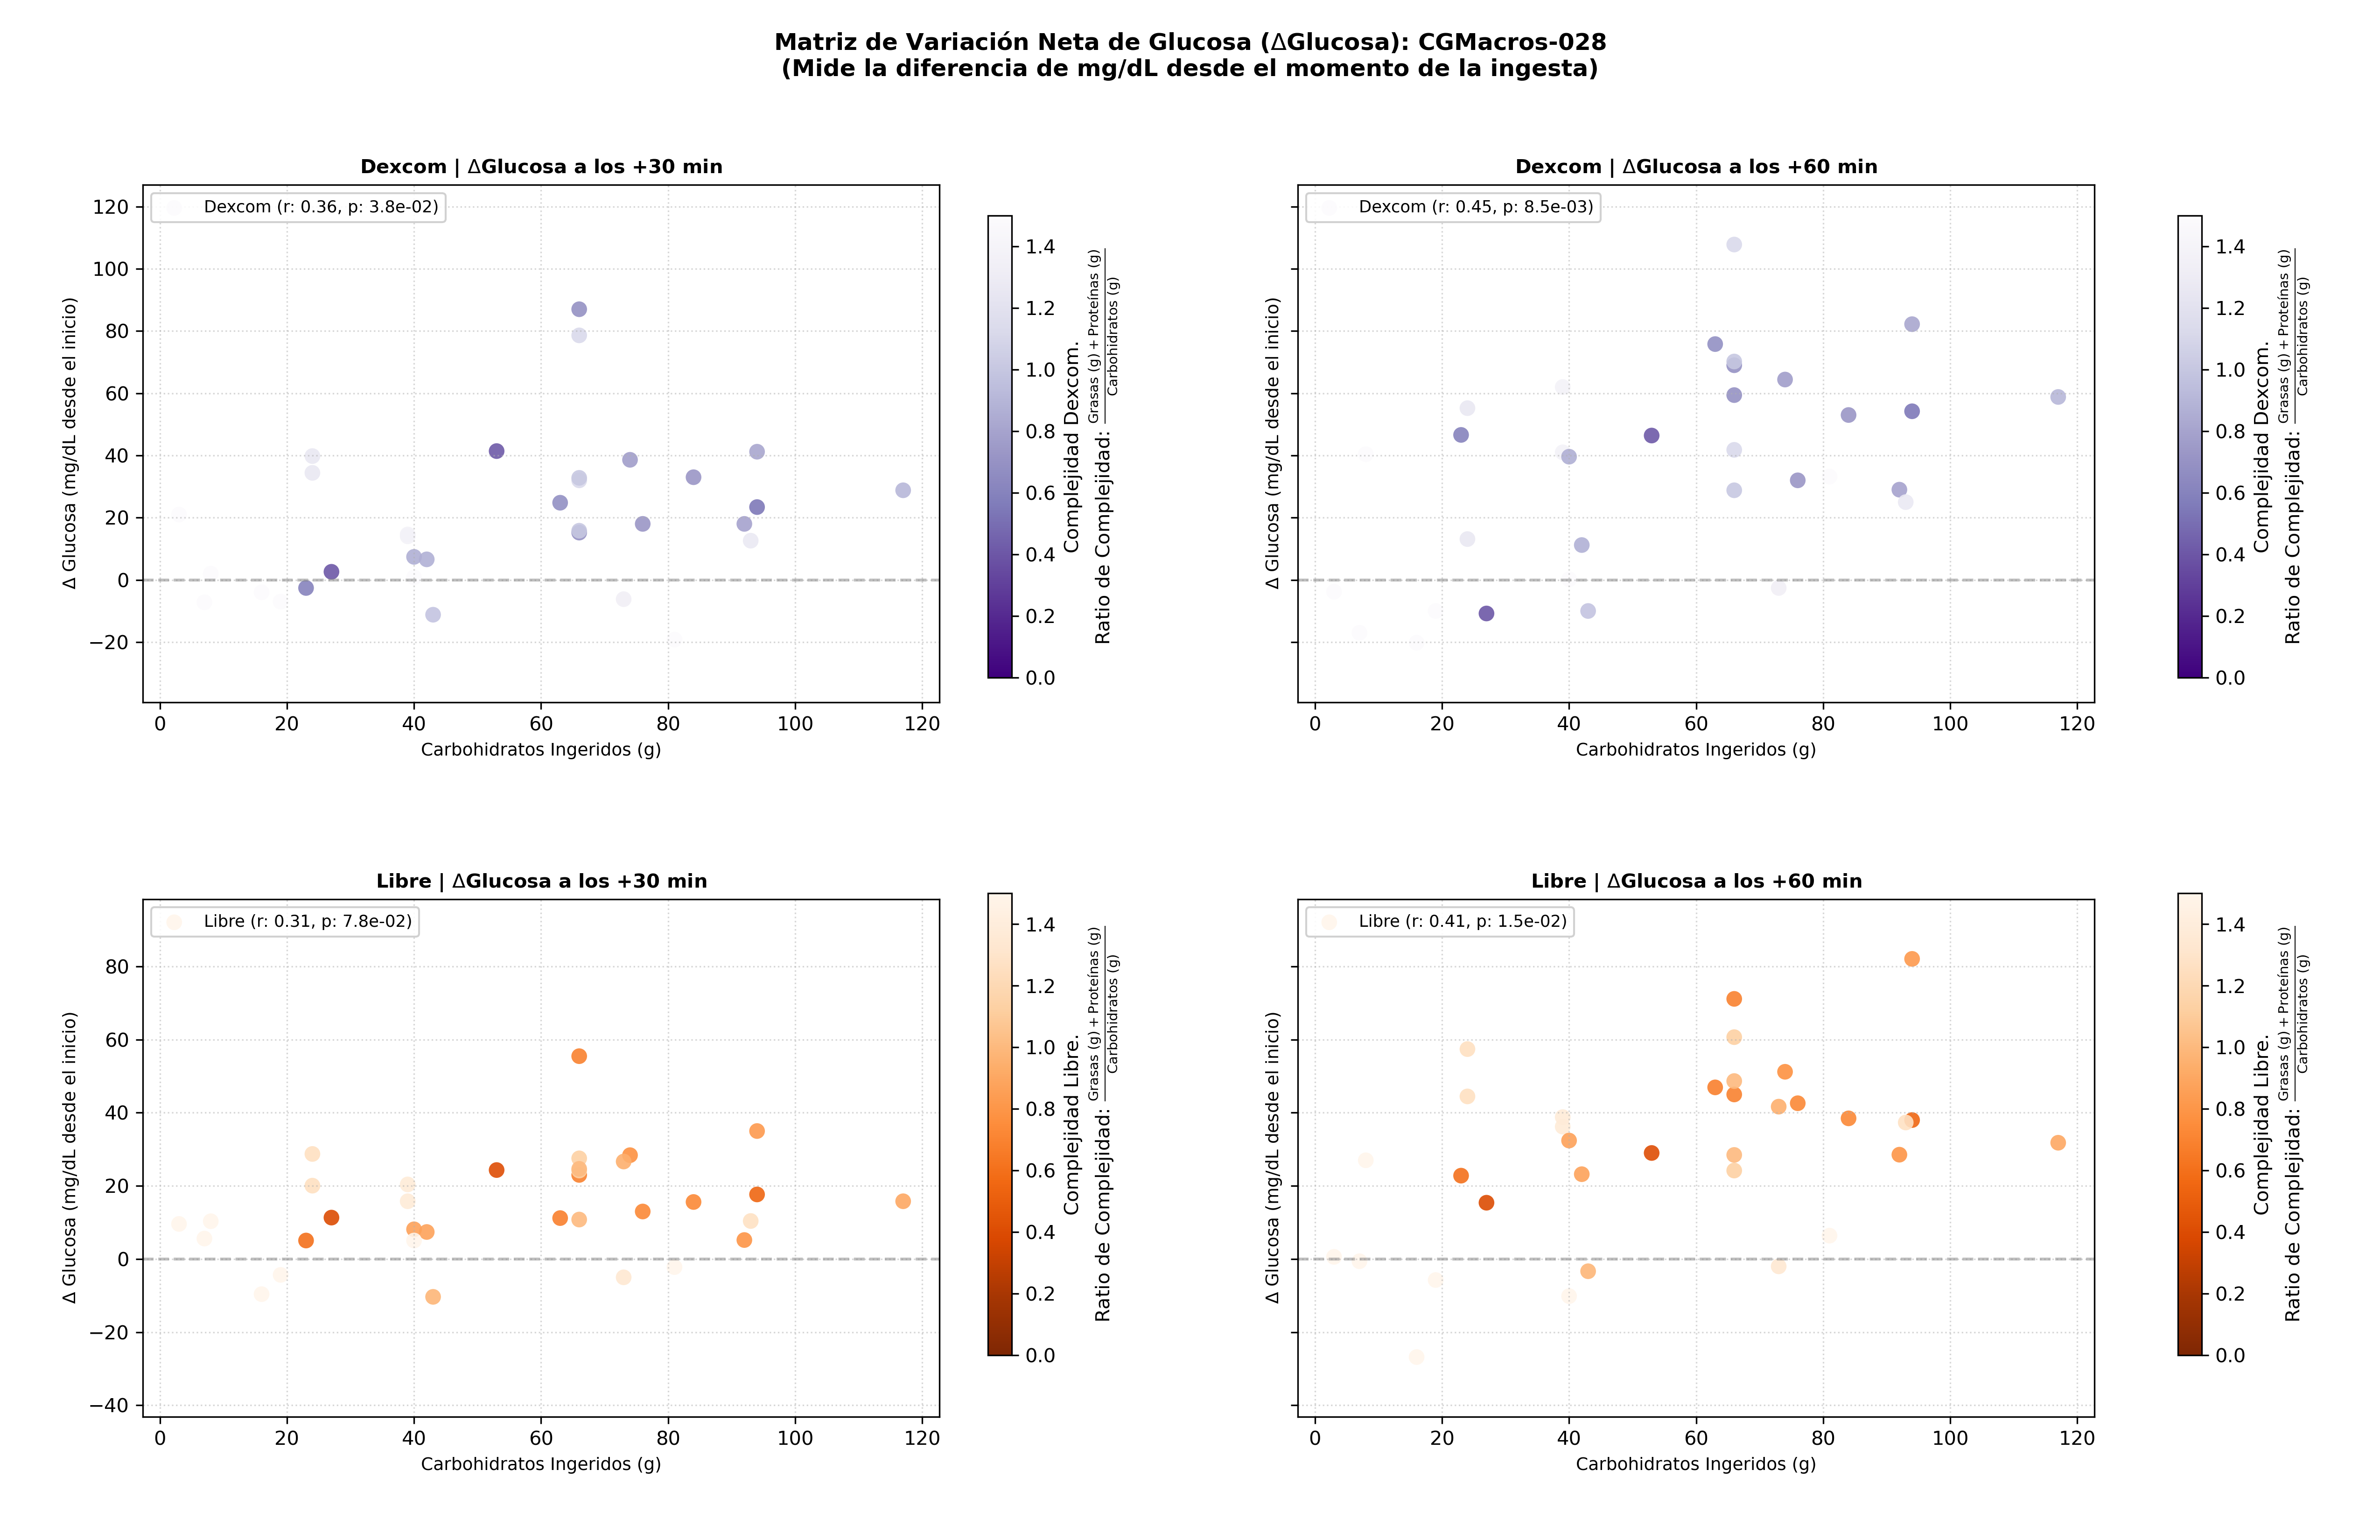 Matriz de Variación Neta de Glucosa (ΔGlucosa): CGMacros-028
(Mide la diferencia de mg/dL desde el momento de la ingesta)
Dexcom | ΔGlucosa a los +30 min
Dexcom (r: 0.36, p: 3.8e-02)
Δ Glucosa (mg/dL desde el inicio)
120
100
80
60
40
20
0
−20
0 20 40 60 80 100 120
Carbohidratos Ingeridos (g)
1.4
1.2
1.0
0.8
0.6
0.4
0.2
0.0
Complejidad Dexcom.
Ratio de Complejidad: Grasas (g) + Proteínas (g)
Carbohidratos (g)
Dexcom | ΔGlucosa a los +60 min
Dexcom (r: 0.45, p: 8.5e-03)
Δ Glucosa (mg/dL desde el inicio)
0 20 40 60 80 100 120
Carbohidratos Ingeridos (g)
1.4
1.2
1.0
0.8
0.6
0.4
0.2
0.0
Complejidad Dexcom.
Ratio de Complejidad: Grasas (g) + Proteínas (g)
Carbohidratos (g)
Libre | ΔGlucosa a los +30 min
Libre (r: 0.31, p: 7.8e-02)
Δ Glucosa (mg/dL desde el inicio)
80
60
40
20
0
−20
−40
0 20 40 60 80 100 120
Carbohidratos Ingeridos (g)
1.4
1.2
1.0
0.8
0.6
0.4
0.2
0.0
Complejidad Libre.
Ratio de Complejidad: Grasas (g) + Proteínas (g)
Carbohidratos (g)
Libre | ΔGlucosa a los +60 min
Libre (r: 0.41, p: 1.5e-02)
Δ Glucosa (mg/dL desde el inicio)
0 20 40 60 80 100 120
Carbohidratos Ingeridos (g)
1.4
1.2
1.0
0.8
0.6
0.4
0.2
0.0
Complejidad Libre.
Ratio de Complejidad: Grasas (g) + Proteínas (g)
Carbohidratos (g)